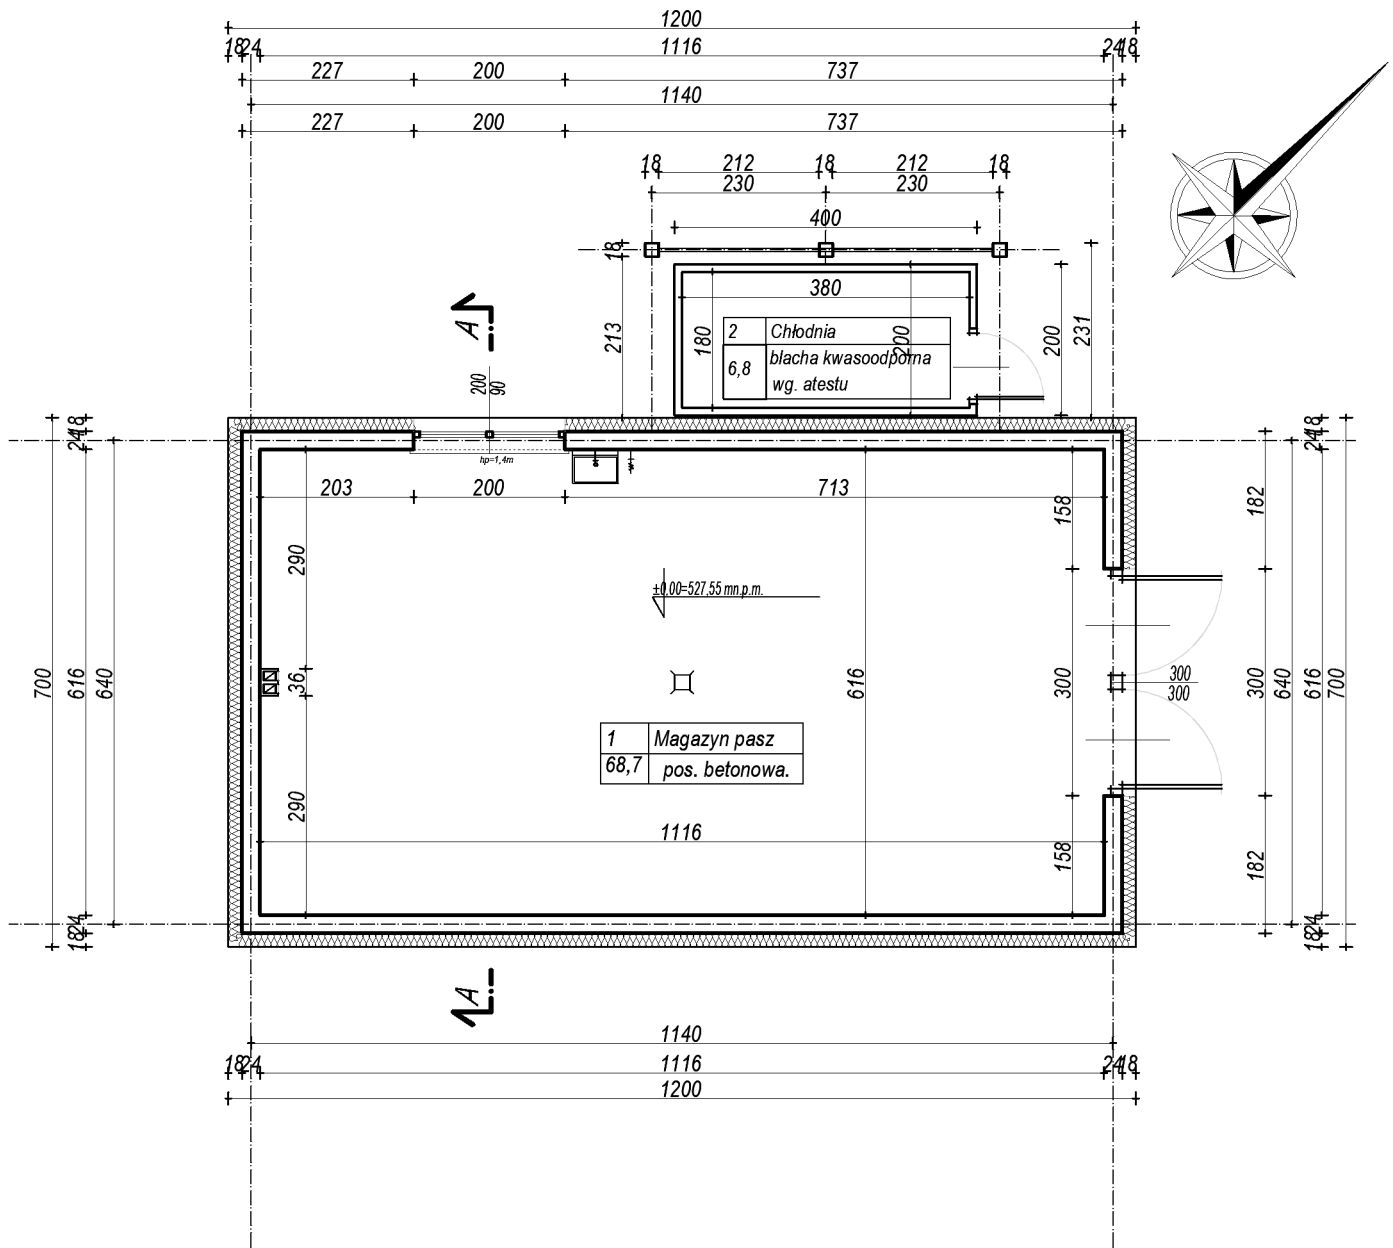 1200
18 24 1116 24 18
227 200 737
1140
227 200 737
18 212 18 212 18
230 230
400
18
380
A
213 180 200 200 231
2 Chłodnia
6,8 blacha kwasoodporna
wg. atestu
200
90
18 24 24 18
hp=1,4m
203 200 713
158 182
290
±0,00=527,55 mn.p.m.
700 616 640 36 616 300 300 640 616 700
300
300
1 Magazyn pasz
68,7 pos. betonowa.
290
1116
158 182
24 18 24 18
A
1140
18 24 1116 24 18
1200